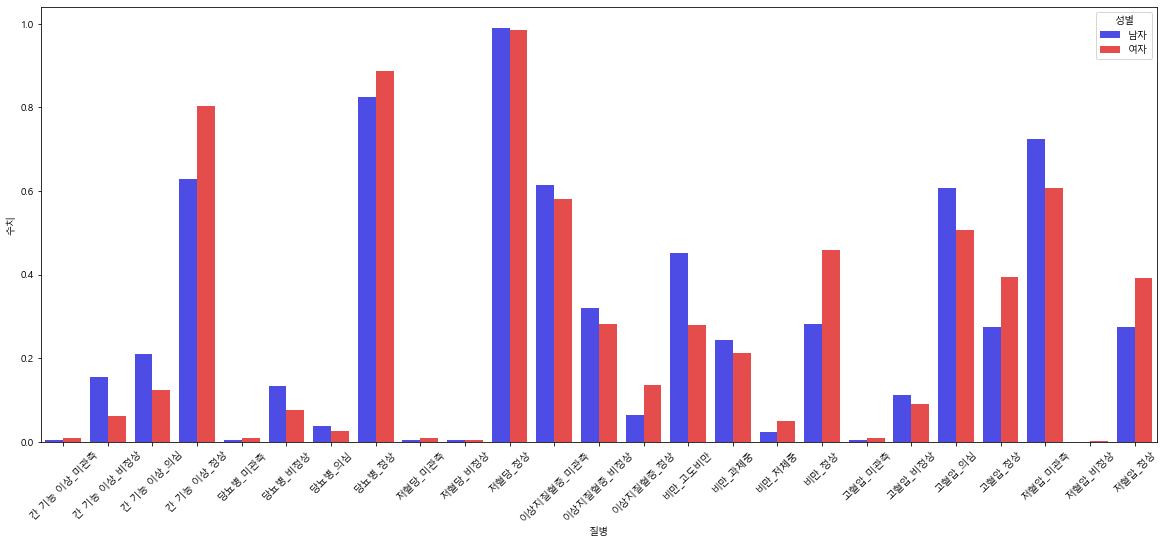 성별
남자
여자
1.0
0.8
0.6
0.4
0.2
0.0
수치
간 기능 이상_미관측
간 기능 이상_비정상
간 기능 이상_의심
간 기능 이상_정상
당뇨병_미관측
당뇨병_비정상
당뇨병_의심
당뇨병_정상
저혈당_미관측
저혈당_비정상
저혈당_정상
이상지질혈증_미관측
이상지질혈증_비정상
이상지질혈증_정상
비만_고도비만
비만_과체중
비만_저체중
비만_정상
고혈압_미관측
고혈압_비정상
고혈압_의심
고혈압_정상
저혈압_미관측
저혈압_비정상
저혈압_정상
질병